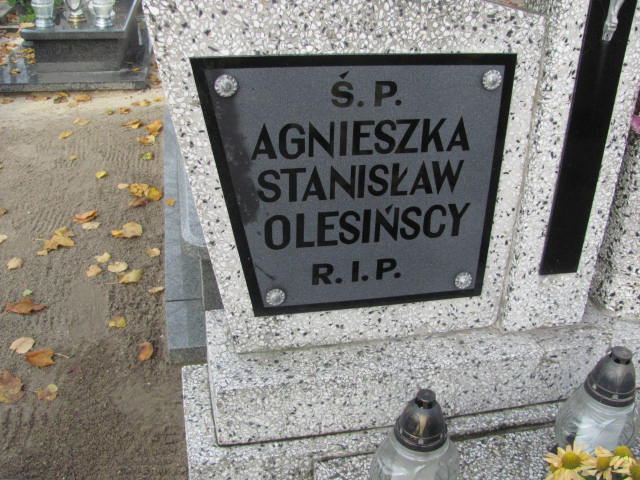 Ś.P.
AGNIESZKA
STANISŁAW
OLESIŃSCY
R.I.P.